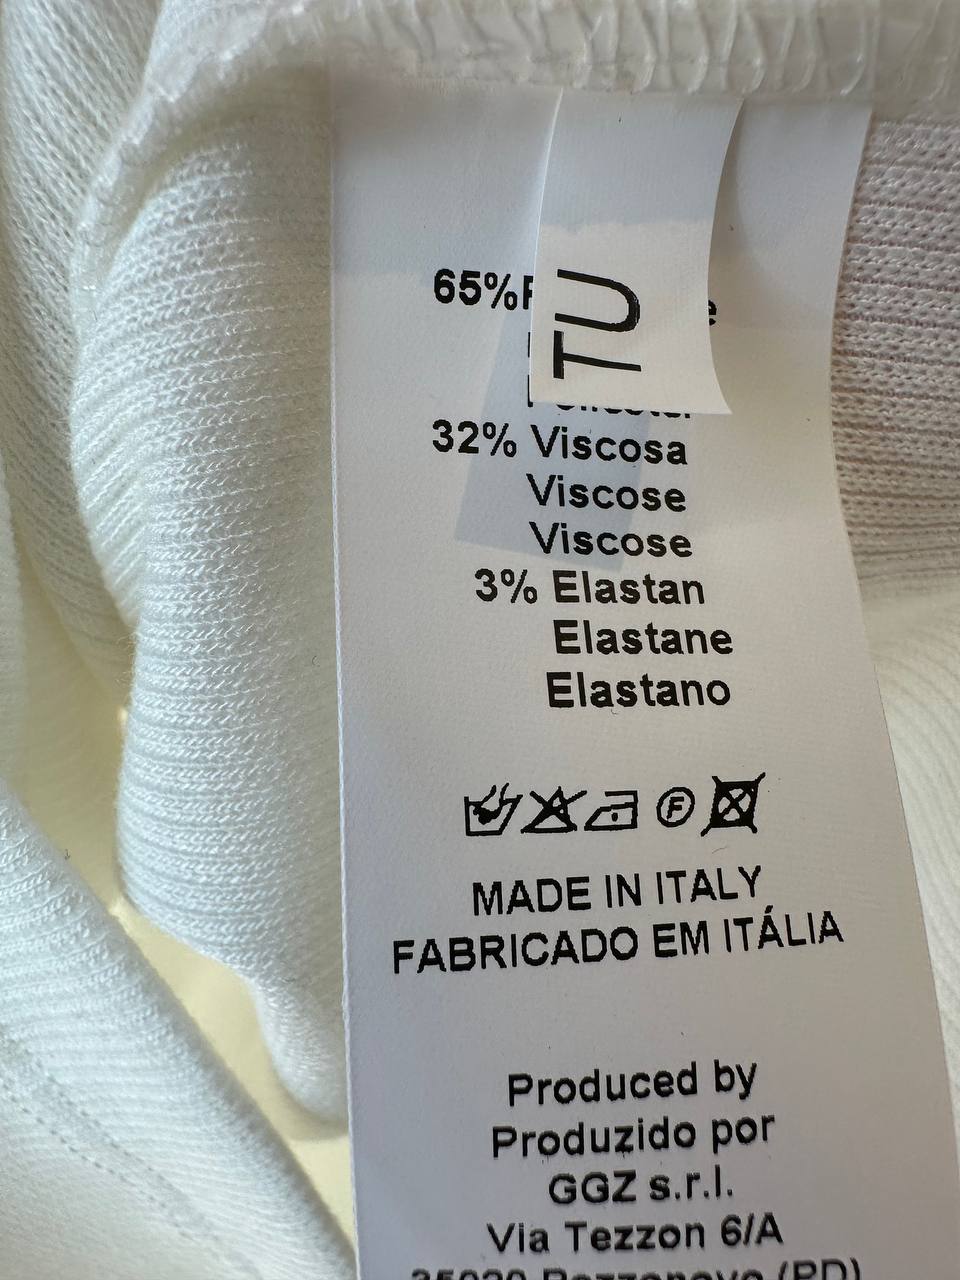 65%
TU
32% Viscosa
Viscose
Viscose
3% Elastan
Elastane
Elastano
F
MADE IN ITALY
FABRICADO EM ITÁLIA
Produced by
Produzido por
GGZ s.r.l.
Via Tezzon 6/A
(PD)